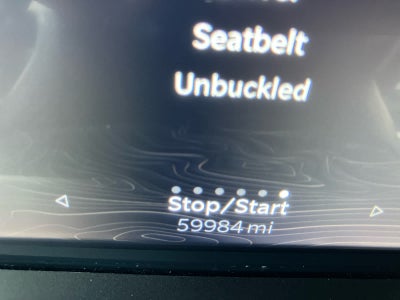 Seatbelt
Unbuckled
Stop/Start
59984 mi